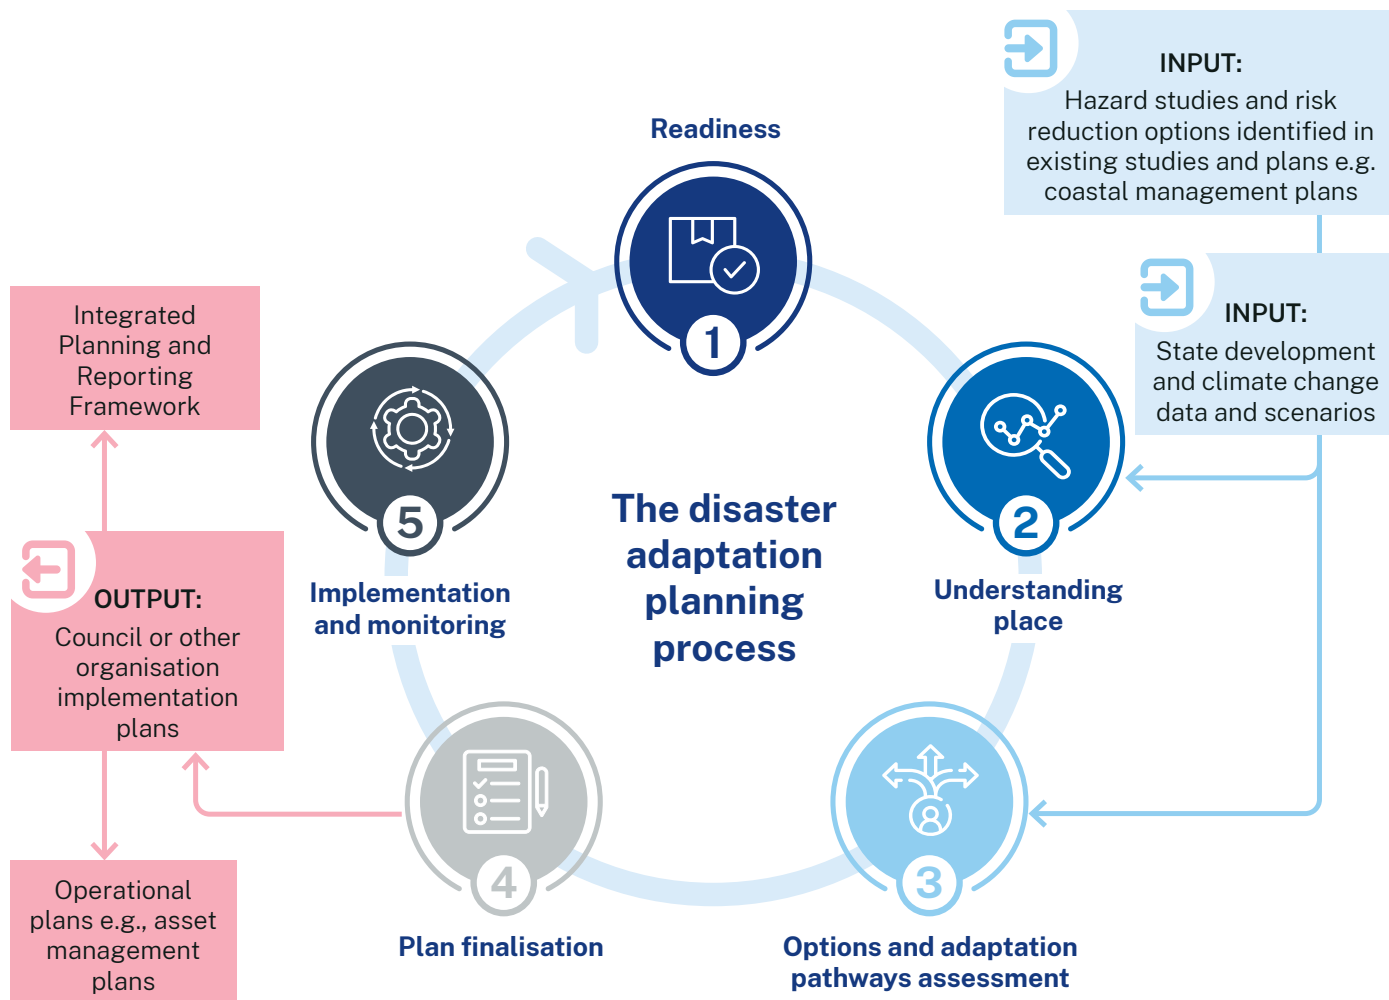 INPUT:
Hazard studies and risk
reduction options identified in
existing studies and plans e.g.
coastal management plans
Readiness
1
INPUT:
State development
and climate change
data and scenarios
Integrated
Planning and
Reporting
Framework
5
Implementation
and monitoring
The disaster
adaptation
planning
process
2
Understanding
place
OUTPUT:
Council or other
organisation
implementation
plans
4
Plan finalisation
3
Options and adaptation
pathways assessment
Operational
plans e.g., asset
management
plans